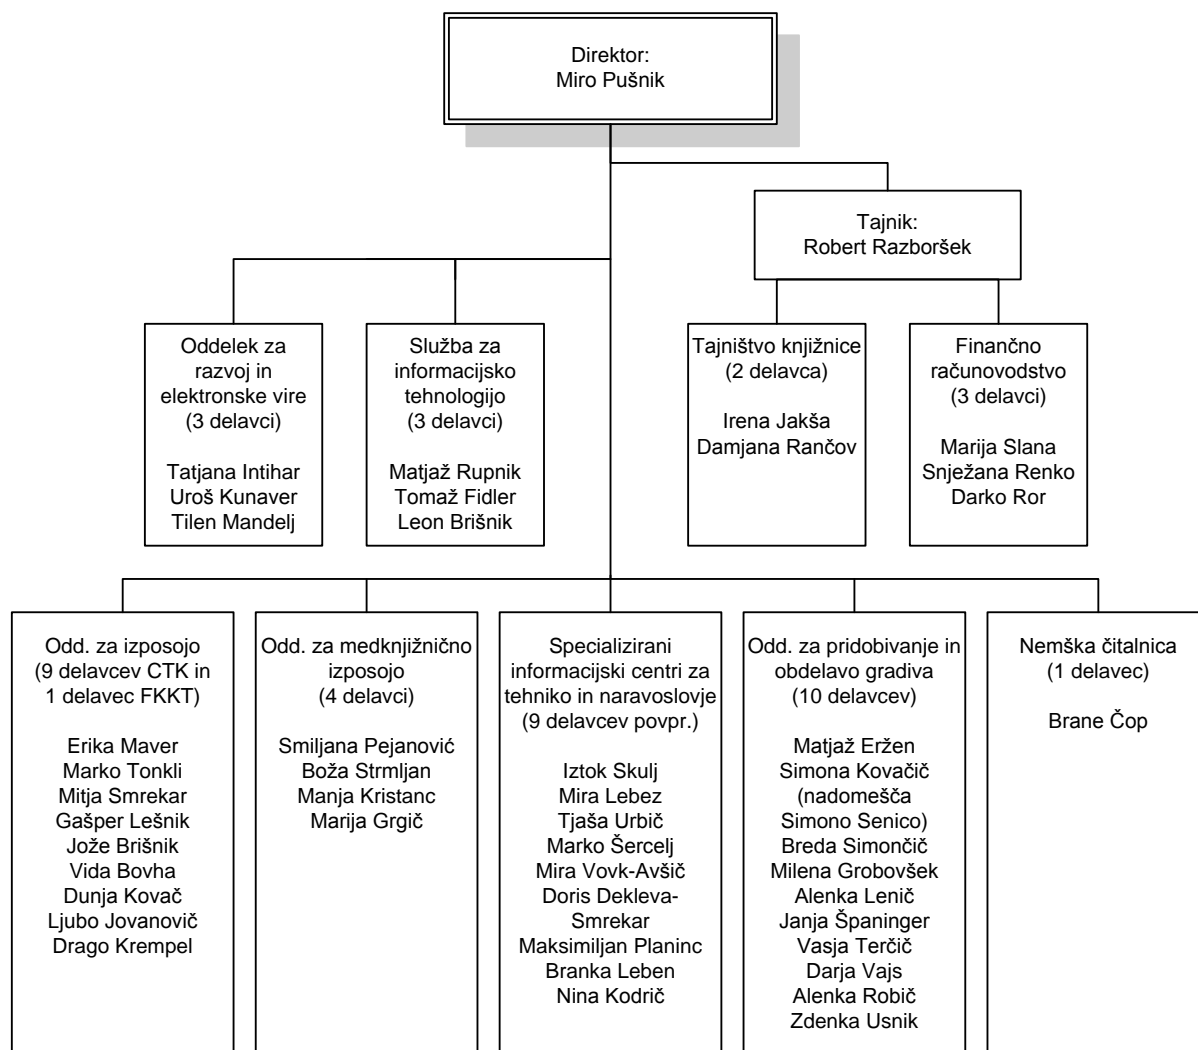 Direktor:
Miro Pušnik
Tajnik:
Robert Razboršek
Oddelek za
razvoj in
elektronske vire
(3 delavci)
Tatjana Intihar
Uroš Kunaver
Tilen Mandelj
Služba za
informacijsko
tehnologijo
(3 delavci)
Matjaž Rupnik
Tomaž Fidler
Leon Brišnik
Tajništvo knjižnice
(2 delavca)
Irena Jakša
Damjana Rančov
Finančno
računovodstvo
(3 delavci)
Marija Slana
Snježana Renko
Darko Ror
Odd. za izposojo
(9 delavcev CTK in
1 delavec FKKT)
Erika Maver
Marko Tonkli
Mitja Smrekar
Gašper Lešnik
Jože Brišnik
Vida Bovha
Dunja Kovač
Ljubo Jovanovič
Drago Krempel
Odd. za medknjižnično
izposojo
(4 delavci)
Smiljana Pejanović
Boža Strmljan
Manja Kristanc
Marija Grgič
Specializirani
informacijski centri za
tehniko in naravoslovje
(9 delavcev povpr.)
Iztok Skulj
Mira Lebez
Tjaša Urbič
Marko Šercelj
Mira Vovk-Avšič
Doris Dekleva-
Smrekar
Maksimiljan Planinc
Branka Leben
Nina Kodrič
Odd. za pridobivanje in
obdelavo gradiva
(10 delavcev)
Matjaž Eržen
Simona Kovačič
(nadomešča
Simono Senico)
Breda Simončič
Milena Grobovšek
Alenka Lenič
Janja Španinger
Vasja Terčič
Darja Vajs
Alenka Robič
Zdenka Usnik
Nemška čitalnica
(1 delavec)
Brane Čop